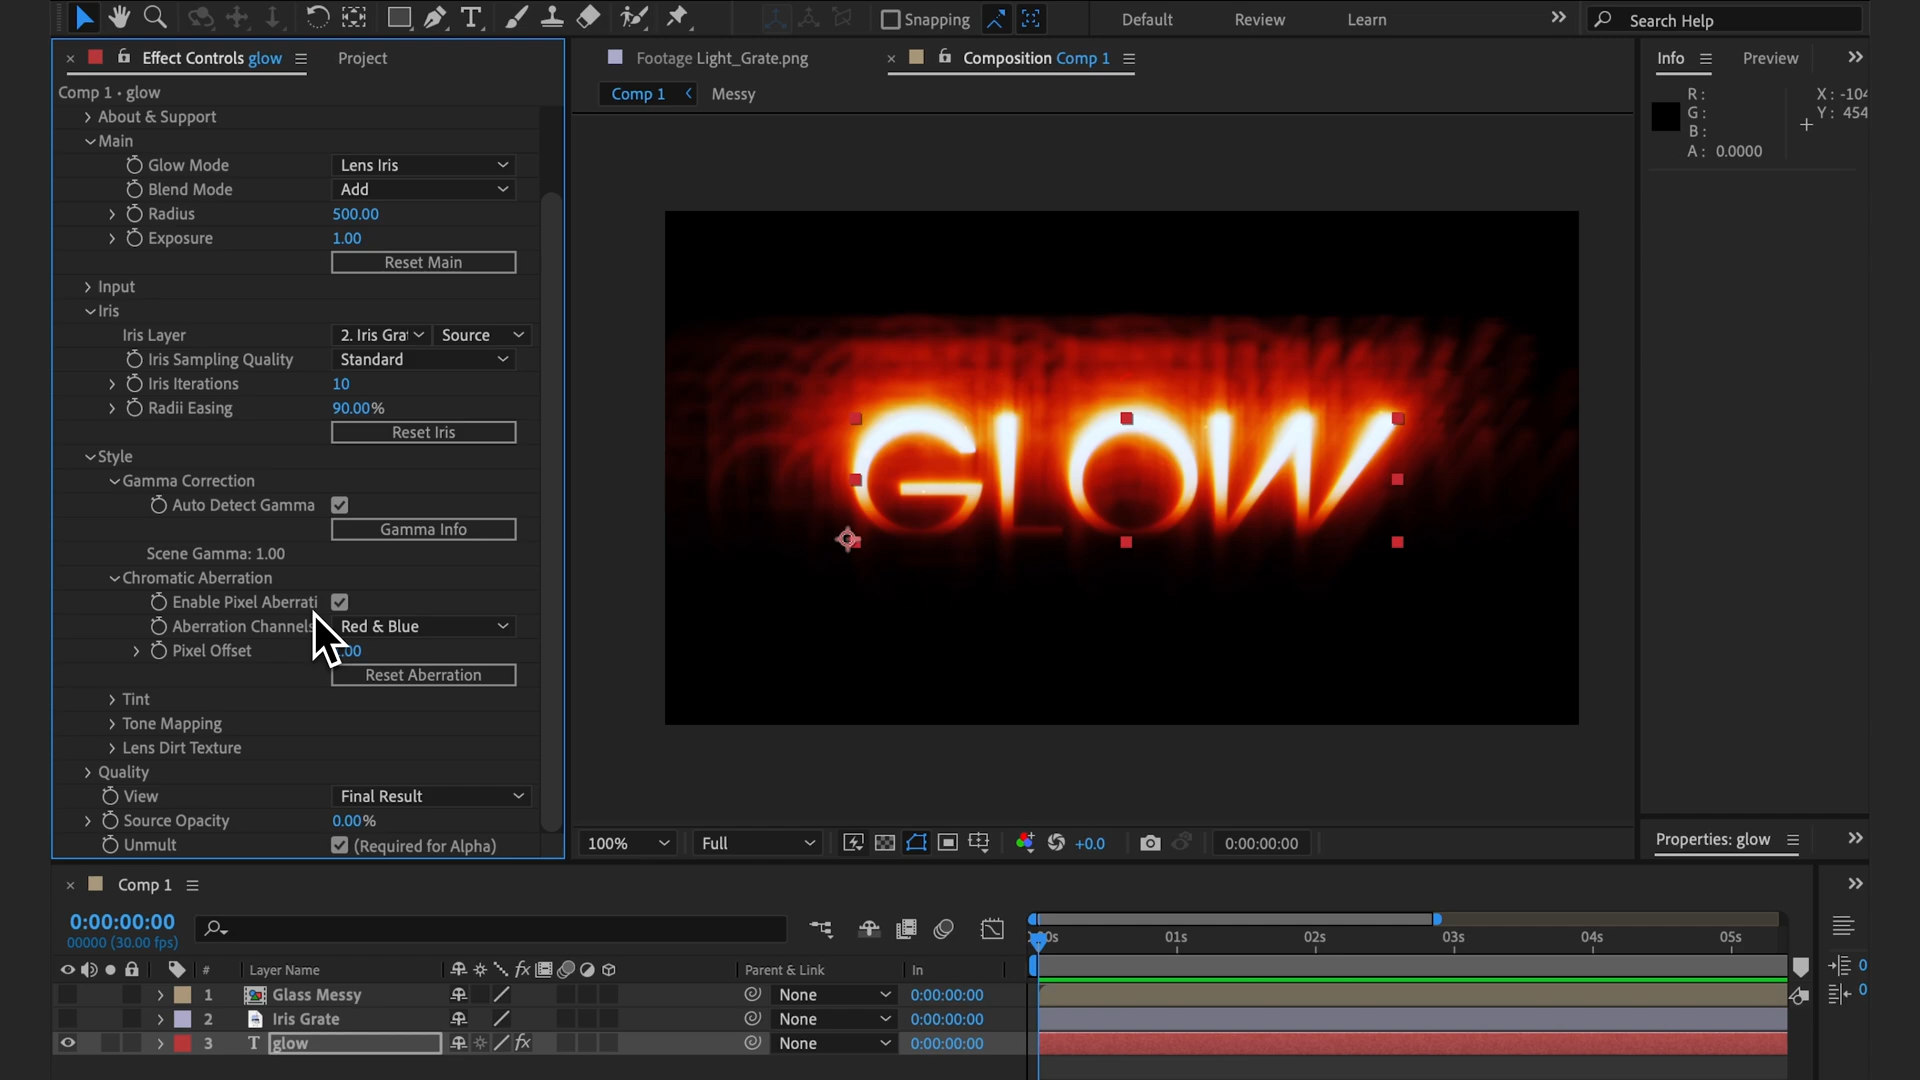 Snapping
Default
Review
Learn
Search Help
Effect Controls glow
Project
Footage Light_Grate.png
Composition Comp 1
Info
Preview
Comp 1 • glow
Comp 1
Messy
R :
G :
B :
A : 0.0000
X : -104
Y : 454
About & Support
Main
Glow Mode
Lens Iris
Blend Mode
Add
Radius
500.00
Exposure
1.00
Reset Main
Input
Iris
Iris Layer
2. Iris Grat
Source
Iris Sampling Quality
Standard
Iris Iterations
10
Radii Easing
90.00%
Reset Iris
Style
Gamma Correction
Auto Detect Gamma
Gamma Info
Scene Gamma: 1.00
Chromatic Aberration
Enable Pixel Aberrati
Aberration Channels
Red & Blue
Pixel Offset
.00
Reset Aberration
Tint
Tone Mapping
Lens Dirt Texture
Quality
View
Final Result
Source Opacity
0.00%
Unmult
(Required for Alpha)
GLOW
100%
Full
+0.0
0:00:00:00
Properties: glow
Comp 1
0:00:00:00
00000 (30.00 fps)
00s
01s
02s
03s
04s
05s
#
Layer Name
fx
Parent & Link
In
1
Glass Messy
None
0:00:00:00
2
Iris Grate
None
0:00:00:00
3
T
glow
fx
None
0:00:00:00
0
0